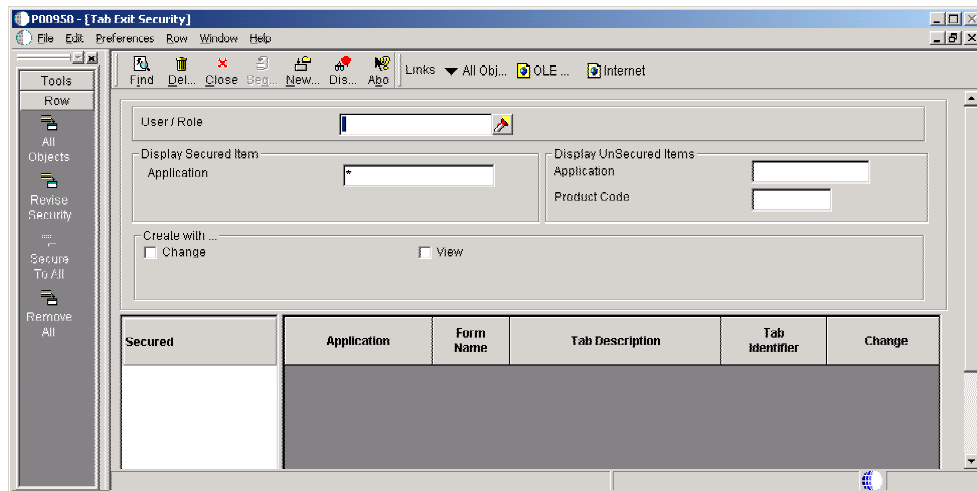 P00950 - [Tab Exit Security]
File Edit Preferences Row Window Help
Tools
Row
All Objects
Revise Security
Secure To All
Remove All
Find Del... Close Seq... New... Dis... Abo Links All Obj... OLE ... Internet
User / Role
Display Secured Item
Application *
Display UnSecured Items
Application
Product Code
Create with ...
Change View
Secured Application Form Name Tab Description Tab Identifier Change